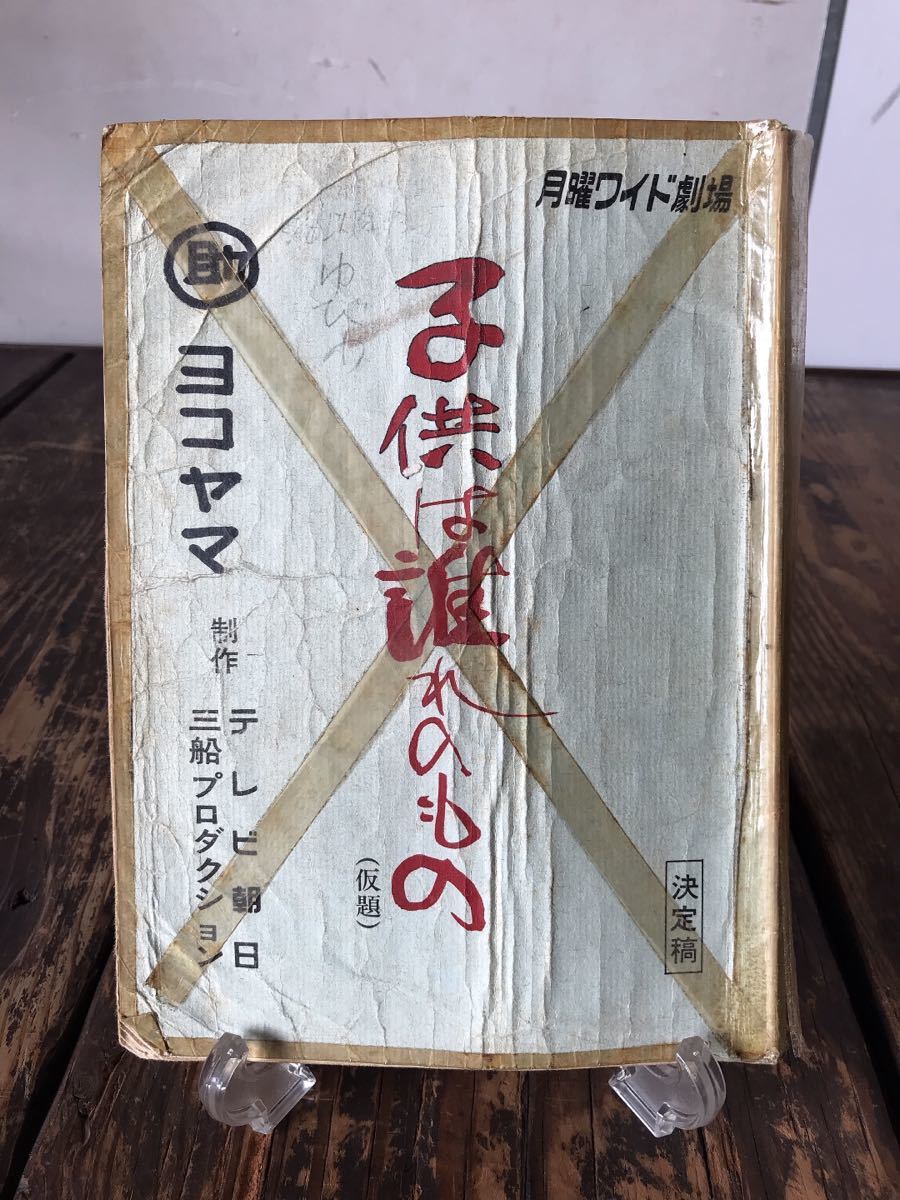 月曜ワイド劇場
子供は誰れのもの
(仮題)
決定稿
助
ヨコヤマ
制作
テレビ朝日
三船プロダクション